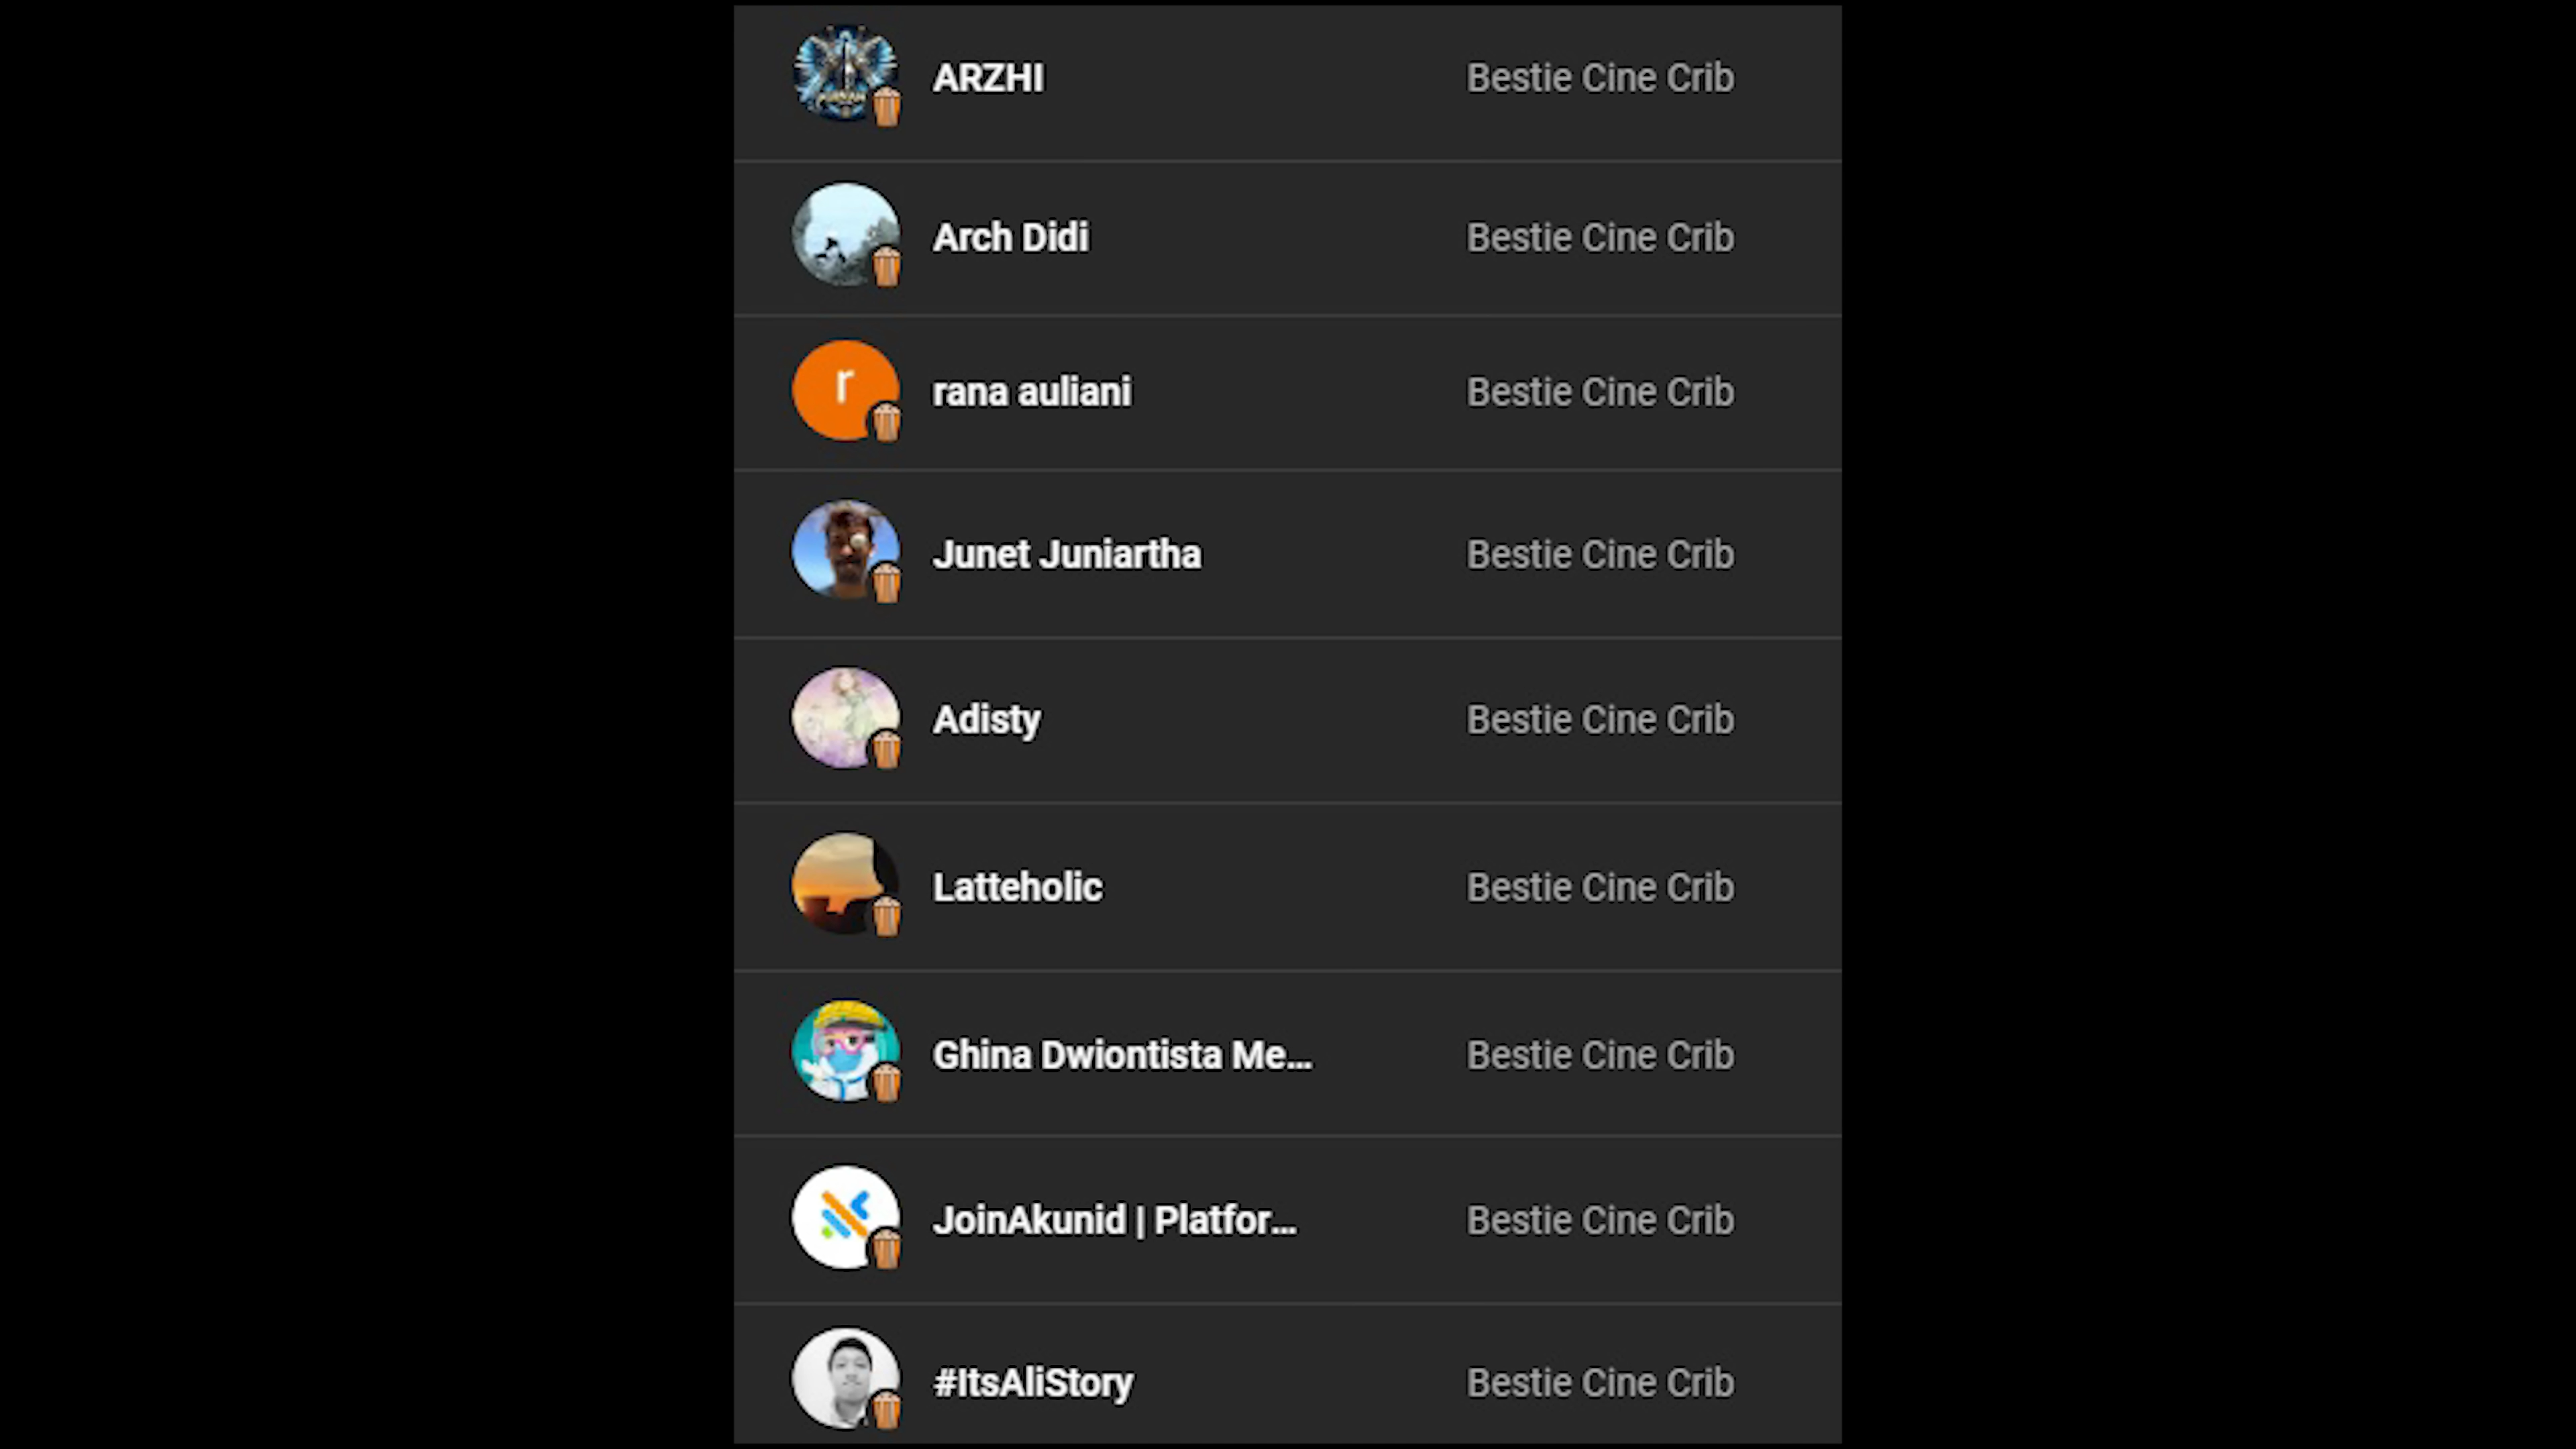 ARZHI Bestie Cine Crib
Arch Didi Bestie Cine Crib
r
rana auliani Bestie Cine Crib
Junet Juniartha Bestie Cine Crib
Adisty Bestie Cine Crib
Latteholic Bestie Cine Crib
Ghina Dwiontista Me... Bestie Cine Crib
JoinAkunid | Platfor... Bestie Cine Crib
#ItsAliStory Bestie Cine Crib